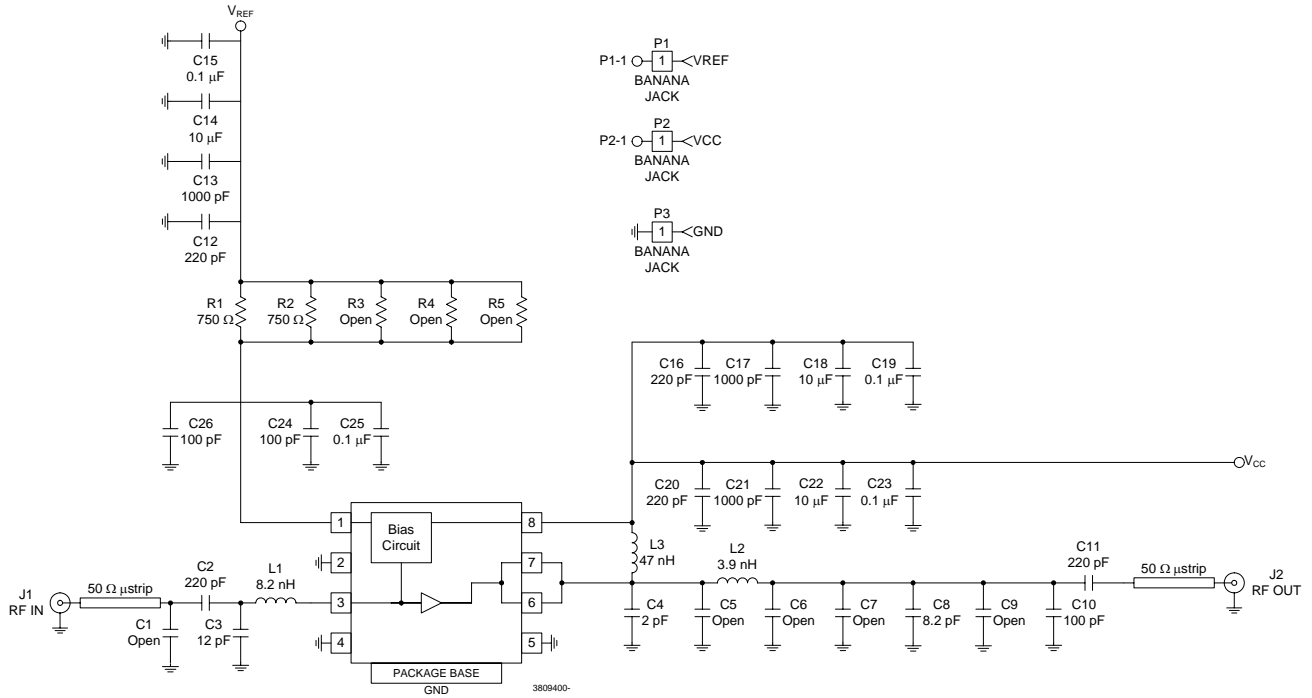 V_REF
C15
0.1 μF
C14
10 μF
C13
1000 pF
C12
220 pF
P1
P1-1
1
VREF
BANANA
JACK
P2
P2-1
1
VCC
BANANA
JACK
P3
1
GND
BANANA
JACK
R1
750 Ω
R2
750 Ω
R3
Open
R4
Open
R5
Open
C16
220 pF
C17
1000 pF
C18
10 μF
C19
0.1 μF
C26
100 pF
C24
100 pF
C25
0.1 μF
V_CC
C20
220 pF
C21
1000 pF
C22
10 μF
C23
0.1 μF
1
Bias
Circuit
8
2
7
3
6
4
5
L3
47 nH
L2
3.9 nH
C11
220 pF
50 Ω μstrip
J2
RF OUT
J1
RF IN
50 Ω μstrip
C2
220 pF
L1
8.2 nH
C1
Open
C3
12 pF
C4
2 pF
C5
Open
C6
Open
C7
Open
C8
8.2 pF
C9
Open
C10
100 pF
PACKAGE BASE
GND
3809400-